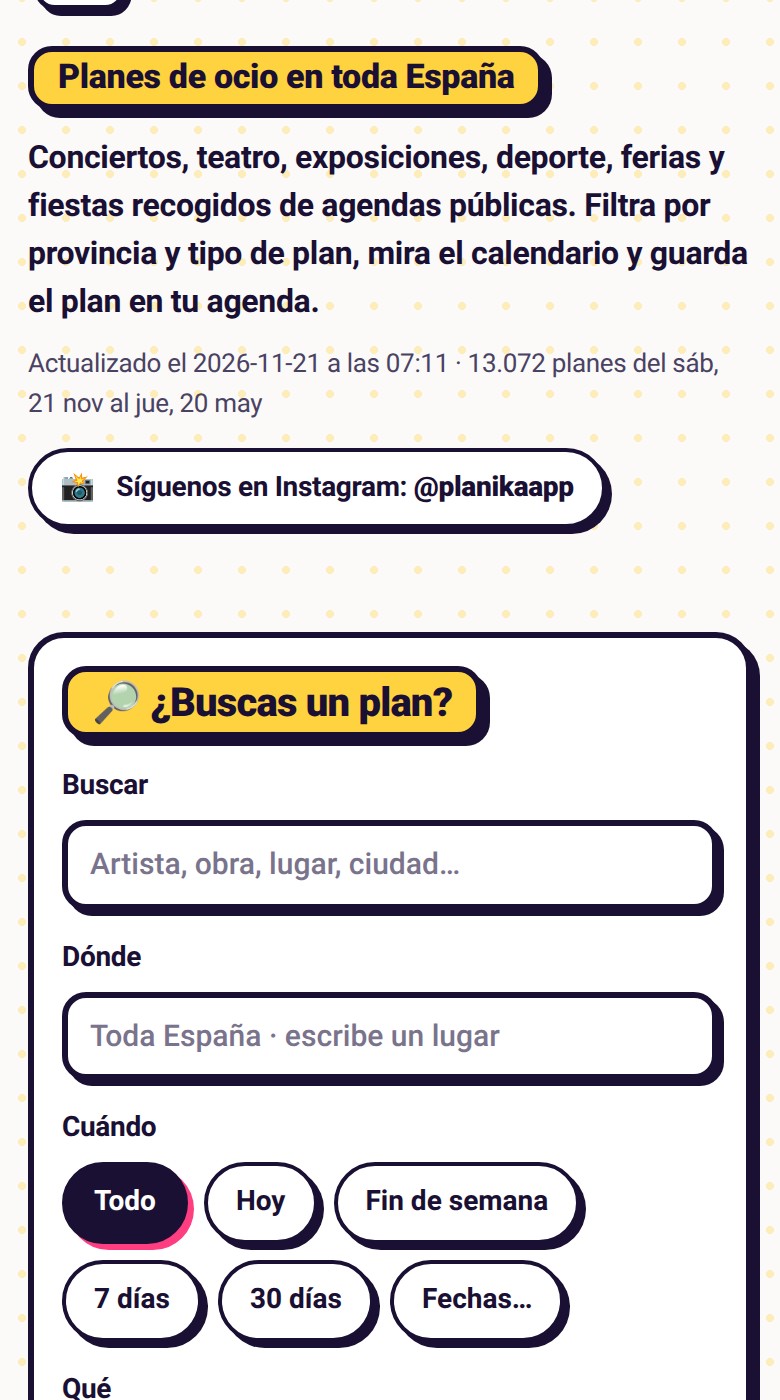 Planes de ocio en toda España
Conciertos, teatro, exposiciones, deporte, ferias y
fiestas recogidos de agendas públicas. Filtra por
provincia y tipo de plan, mira el calendario y guarda
el plan en tu agenda.
Actualizado el 2026-11-21 a las 07:11 · 13.072 planes del sáb,
21 nov al jue, 20 may
Síguenos en Instagram: @planikaapp
¿Buscas un plan?
Buscar
Artista, obra, lugar, ciudad…
Dónde
Toda España · escribe un lugar
Cuándo
Todo Hoy Fin de semana
7 días 30 días Fechas…
Qué